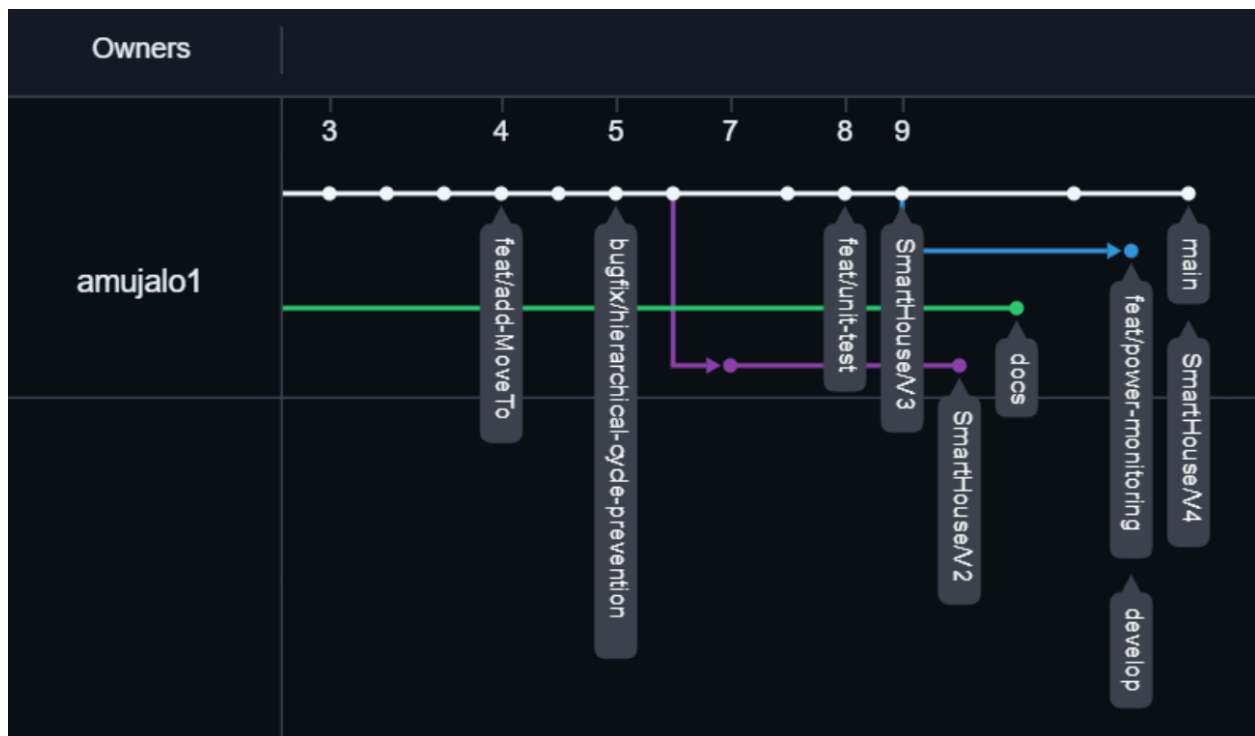 Owners
3 4 5 7 8 9
amujalo1
feat/add-MoveTo
bugfix/hierarchical-cycle-prevention
feat/unit-test
SmartHouse/V3
SmartHouse/V2
docs
feat/power-monitoring
develop
main
SmartHouse/V4